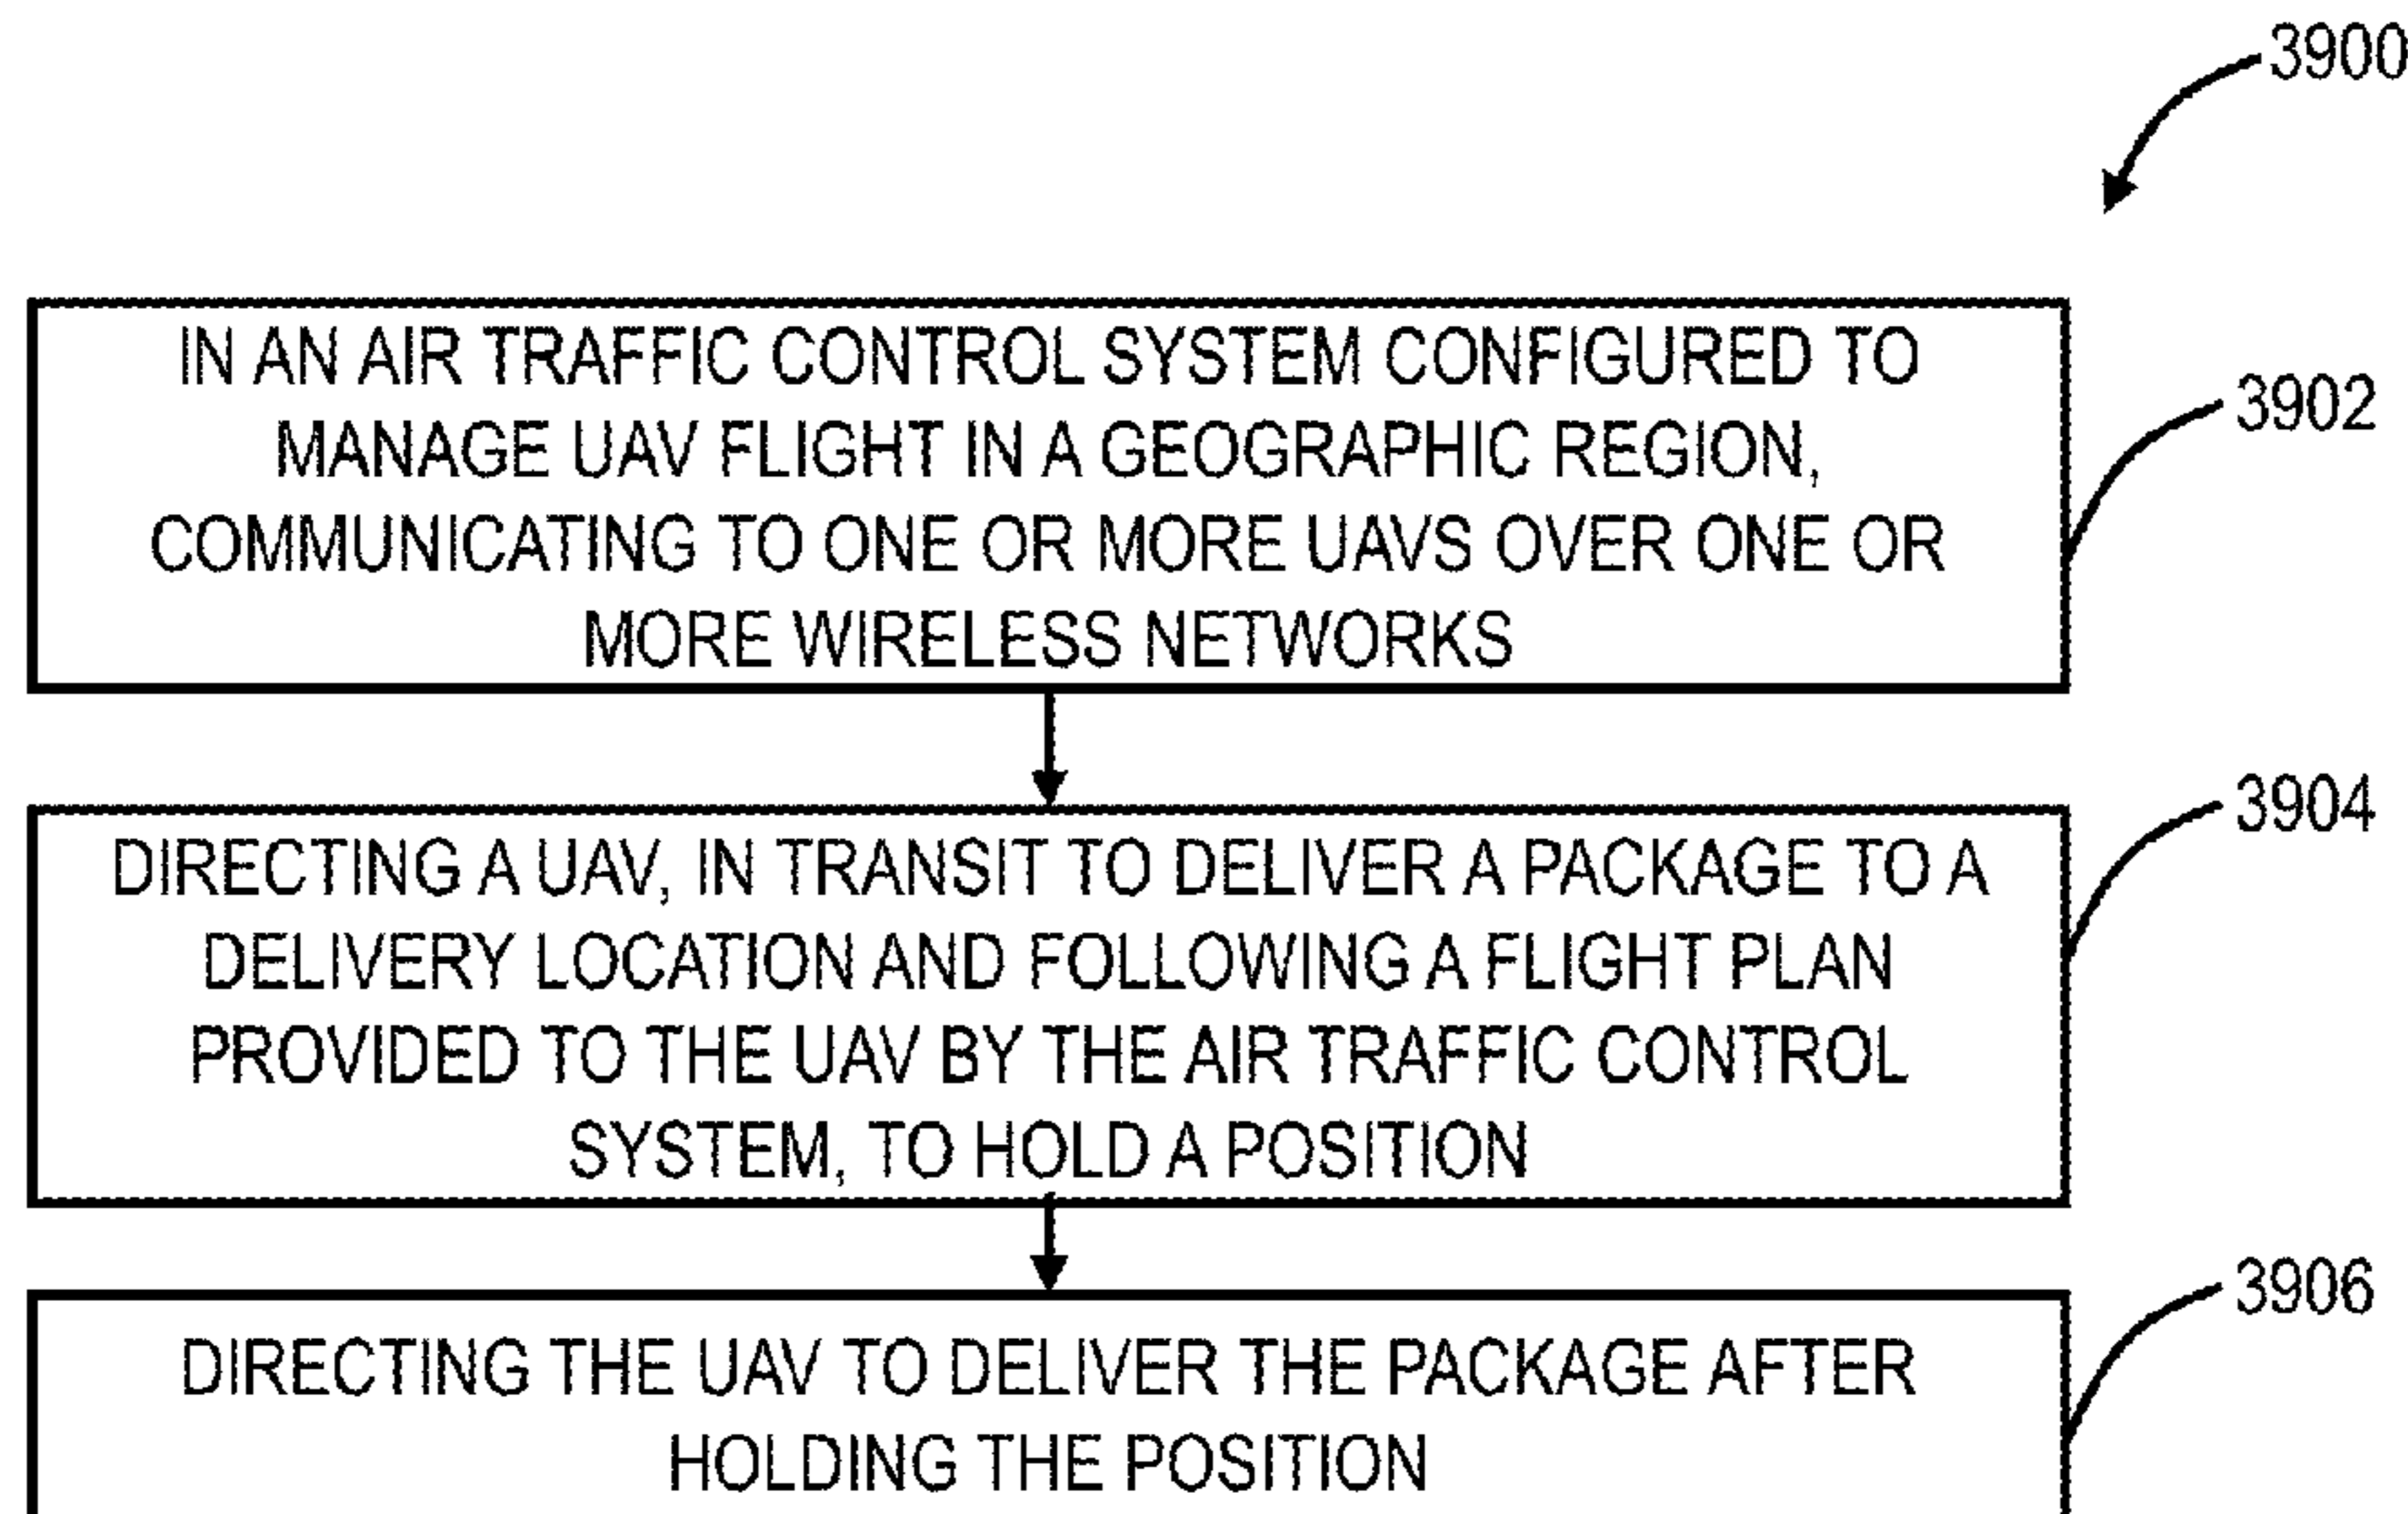 3900
IN AN AIR TRAFFIC CONTROL SYSTEM CONFIGURED TO
MANAGE UAV FLIGHT IN A GEOGRAPHIC REGION,
COMMUNICATING TO ONE OR MORE UAVS OVER ONE OR
MORE WIRELESS NETWORKS
3902
DIRECTING A UAV, IN TRANSIT TO DELIVER A PACKAGE TO A
DELIVERY LOCATION AND FOLLOWING A FLIGHT PLAN
PROVIDED TO THE UAV BY THE AIR TRAFFIC CONTROL
SYSTEM, TO HOLD A POSITION
3904
DIRECTING THE UAV TO DELIVER THE PACKAGE AFTER
HOLDING THE POSITION
3906